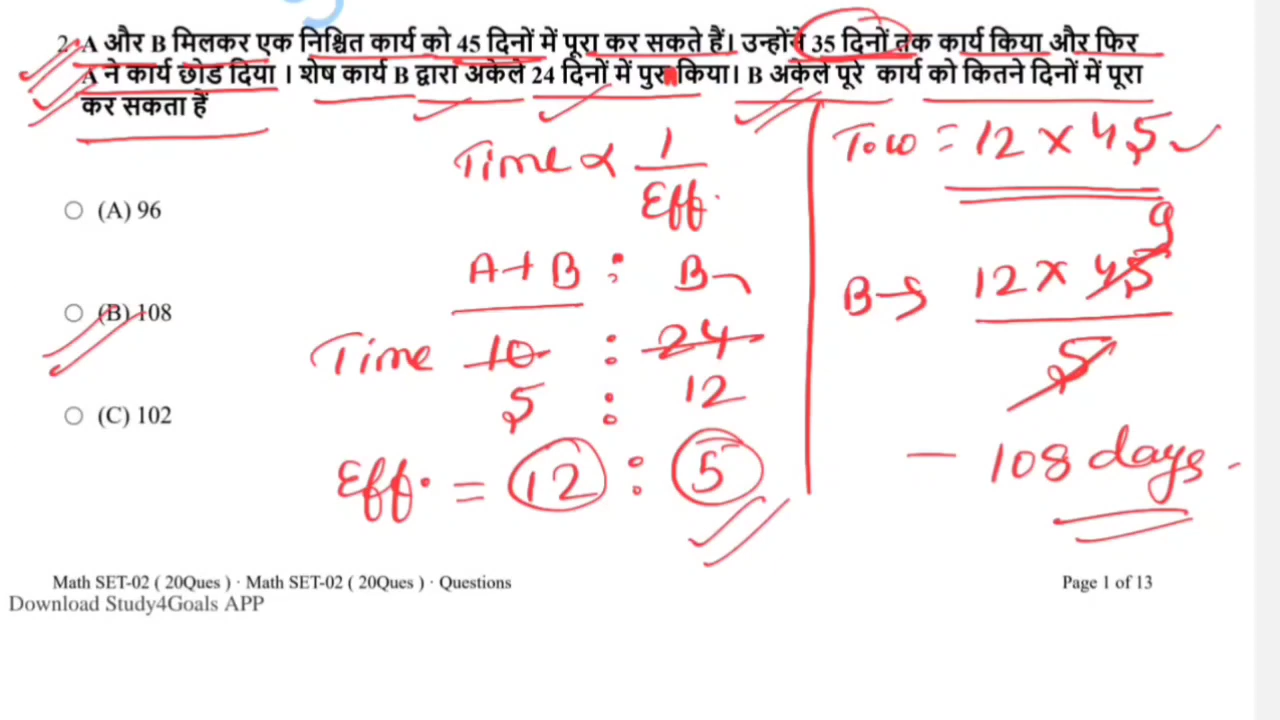 2. A और B मिलकर एक निश्चित कार्य को 45 दिनों में पूरा कर सकते हैं। उन्होंने 35 दिनों तक कार्य किया और फिर
A ने कार्य छोड दिया । शेष कार्य B द्वारा अकेले 24 दिनों में पुरा किया। B अकेले पूरे कार्य को कितने दिनों में पूरा
कर सकता हैं
(A) 96
(B) 108
(C) 102
Time ∝ 1/Eff.
A+B : B
Time 10 : 24
5 : 12
Eff. = 12 : 5
T.w = 12 × 45
B → 12 × 45 9
5
— 108 days.
Math SET-02 ( 20Ques ) · Math SET-02 ( 20Ques ) · Questions
Page 1 of 13
Download Study4Goals APP